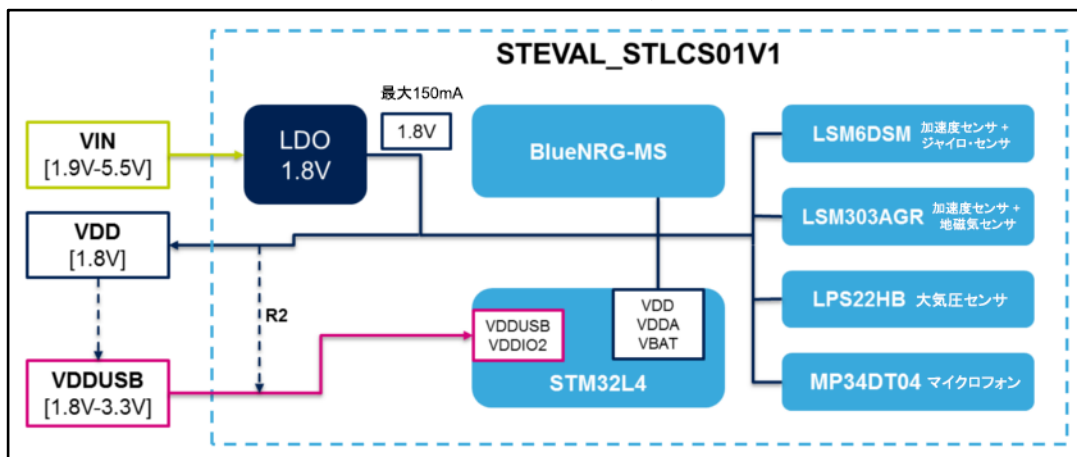 STEVAL_STLCS01V1
VIN
[1.9V-5.5V]
LDO
1.8V
最大150mA
1.8V
BlueNRG-MS
LSM6DSM 加速度センサ +
ジャイロ・センサ
LSM303AGR 加速度センサ +
地磁気センサ
VDD
[1.8V]
R2
VDDUSB
[1.8V-3.3V]
VDDUSB
VDDIO2
VDD
VDDA
VBAT
STM32L4
LPS22HB 大気圧センサ
MP34DT04 マイクロフォン